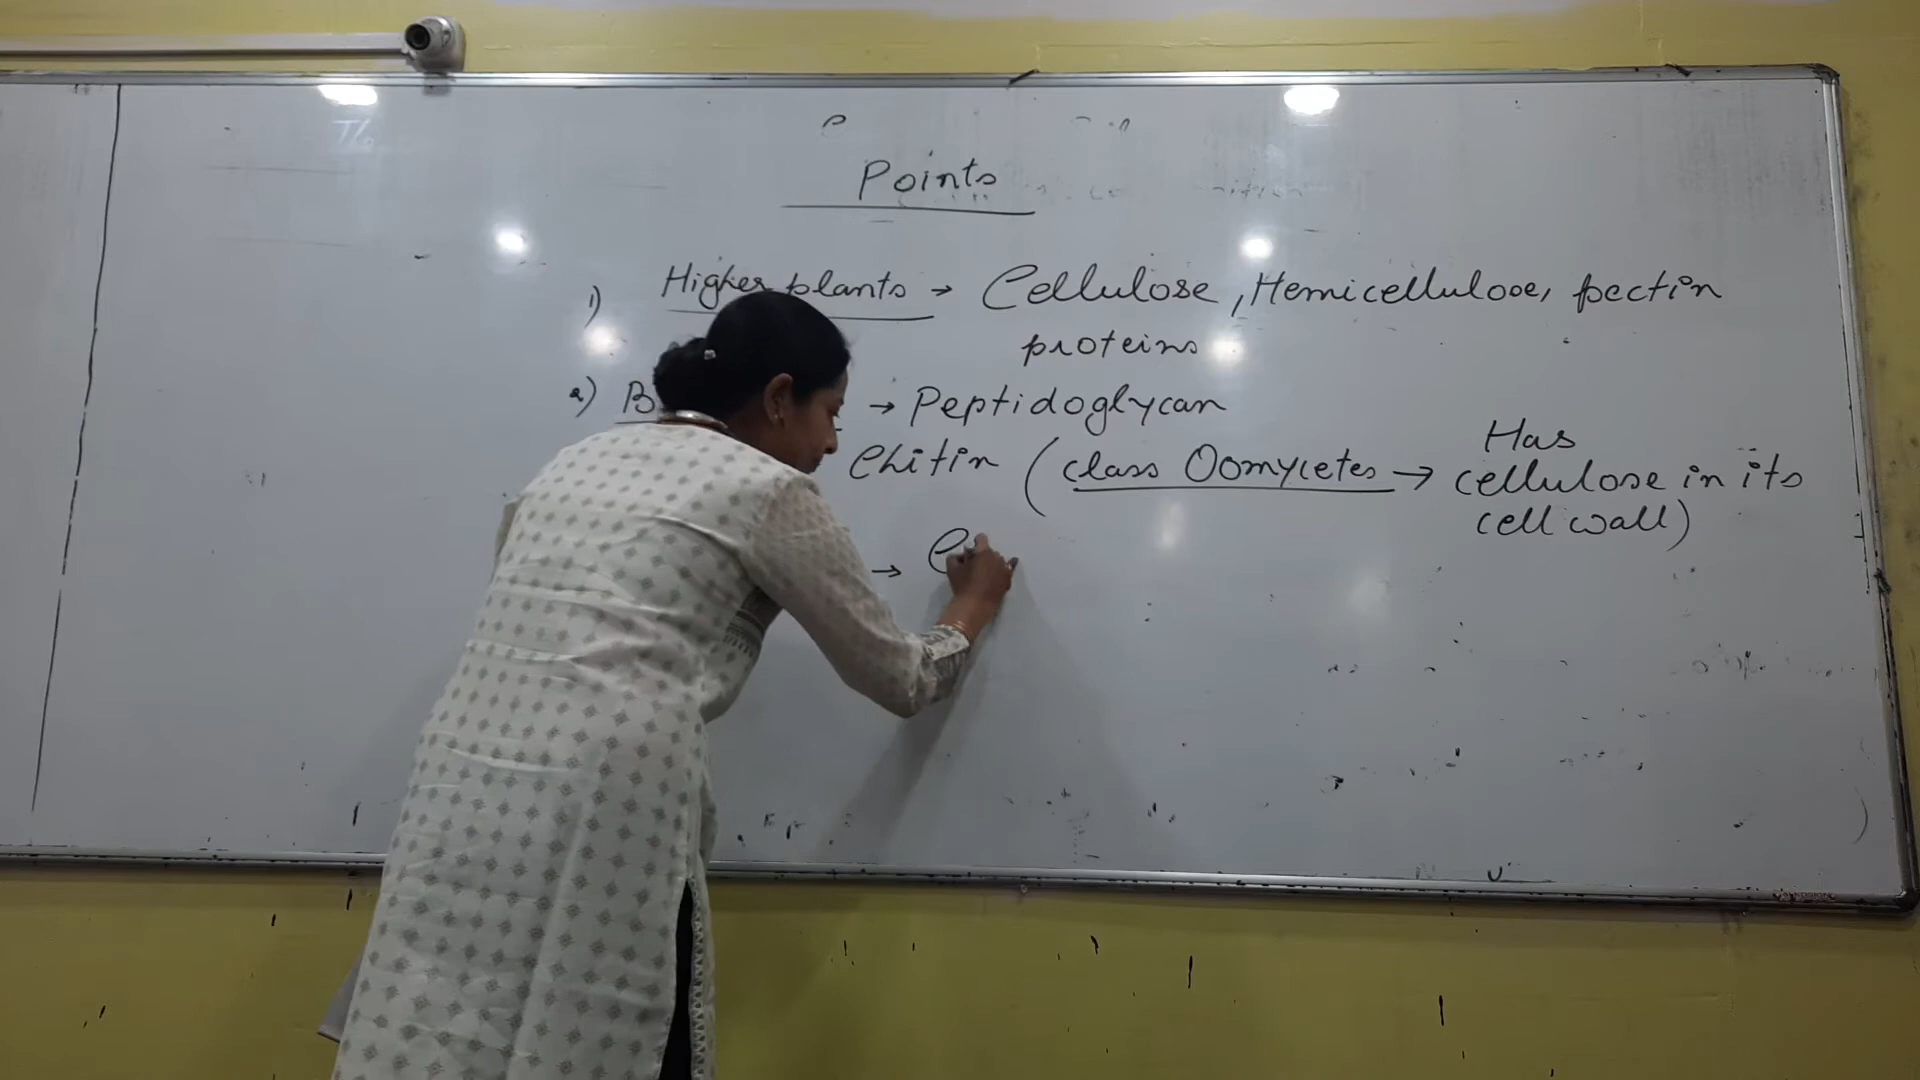 Points
1) Higher plants → Cellulose, Hemicellulose, pectin
proteins
2) B → Peptidoglycan
Chitin (class Oomycetes → Has
cellulose in its
cell wall)
→ C